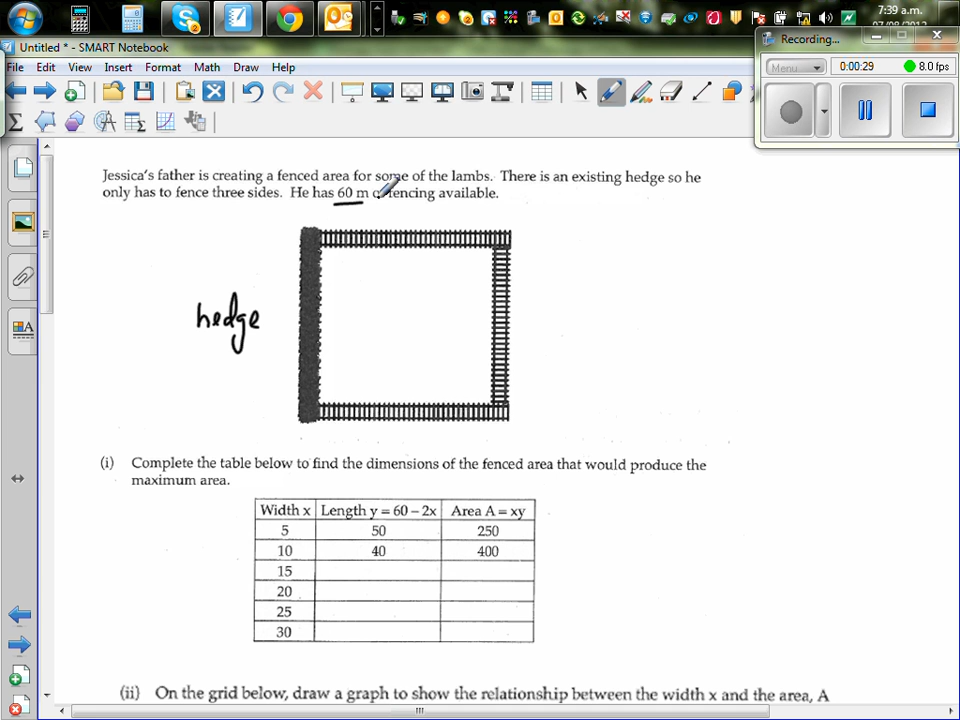 7:39 a.m.
07/08/2012
Untitled * - SMART Notebook
Recording...
File Edit View Insert Format Math Draw Help
Menu
0:00:29
8.0 fps
Jessica's father is creating a fenced area for some of the lambs. There is an existing hedge so he
only has to fence three sides. He has 60 m of fencing available.
hedge
(i) Complete the table below to find the dimensions of the fenced area that would produce the
maximum area.
Width x Length y = 60 – 2x Area A = xy
5 50 250
10 40 400
15
20
25
30
(ii) On the grid below, draw a graph to show the relationship between the width x and the area, A